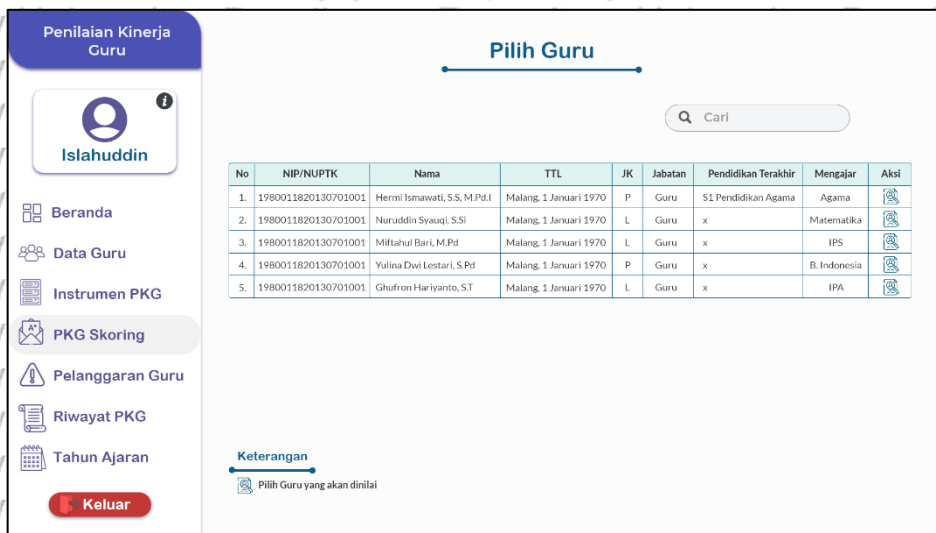 Penilaian Kinerja
Guru
Islahuddin
Beranda
Data Guru
Instrumen PKG
PKG Skoring
Pelanggaran Guru
Riwayat PKG
Tahun Ajaran
Keluar
Pilih Guru
Cari
No NIP/NUPTK Nama TTL JK Jabatan Pendidikan Terakhir Mengajar Aksi
1. 1980011820130701001 Hermi Ismawati, S.S, M.Pd.I Malang, 1 Januari 1970 P Guru S1 Pendidikan Agama Agama
2. 1980011820130701001 Nuruddin Syauqi, S.Si Malang, 1 Januari 1970 L Guru x Matematika
3. 1980011820130701001 Miftahul Bari, M.Pd Malang, 1 Januari 1970 L Guru x IPS
4. 1980011820130701001 Yulina Dwi Lestari, S.Pd Malang, 1 Januari 1970 P Guru x B. Indonesia
5. 1980011820130701001 Ghufron Hariyanto, S.T Malang, 1 Januari 1970 L Guru x IPA
Keterangan
Pilih Guru yang akan dinilai